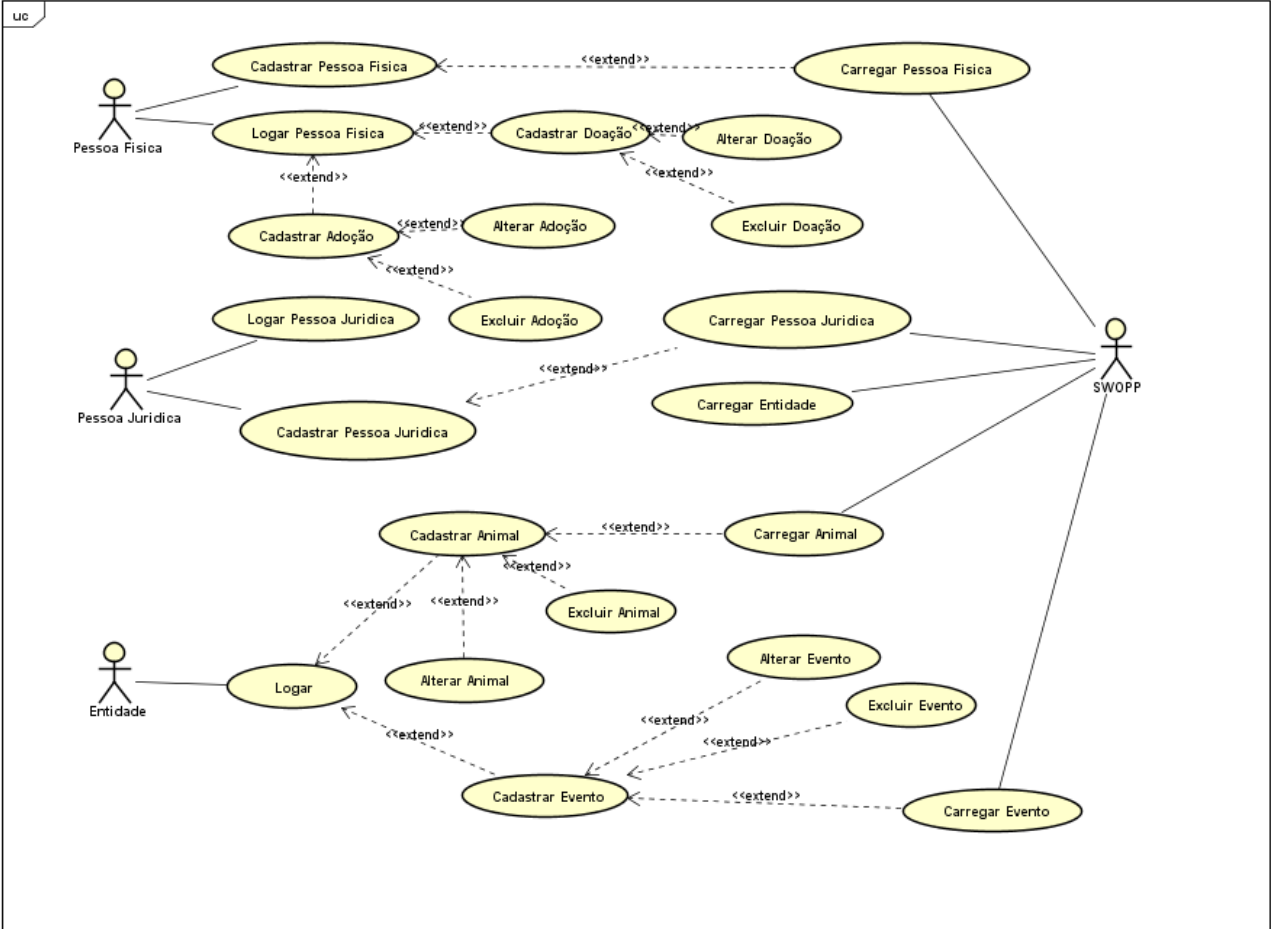 uc
Cadastrar Pessoa Fisica
<<extend>>
Carregar Pessoa Fisica
Pessoa Fisica
Logar Pessoa Fisica
<<extend>>
Cadastrar Doação
<<extend>>
Alterar Doação
<<extend>>
<<extend>>
Excluir Doação
Cadastrar Adoção
<<extend>>
Alterar Adoção
<<extend>>
Excluir Adoção
Logar Pessoa Juridica
Carregar Pessoa Juridica
<<extend>>
SWOPP
Pessoa Juridica
Carregar Entidade
Cadastrar Pessoa Juridica
Cadastrar Animal
<<extend>>
Carregar Animal
<<extend>>
<<extend>>
<<extend>>
Excluir Animal
Entidade
Logar
Alterar Animal
Alterar Evento
<<extend>>
Excluir Evento
<<extend>>
<<extend>>
Cadastrar Evento
<<extend>>
Carregar Evento